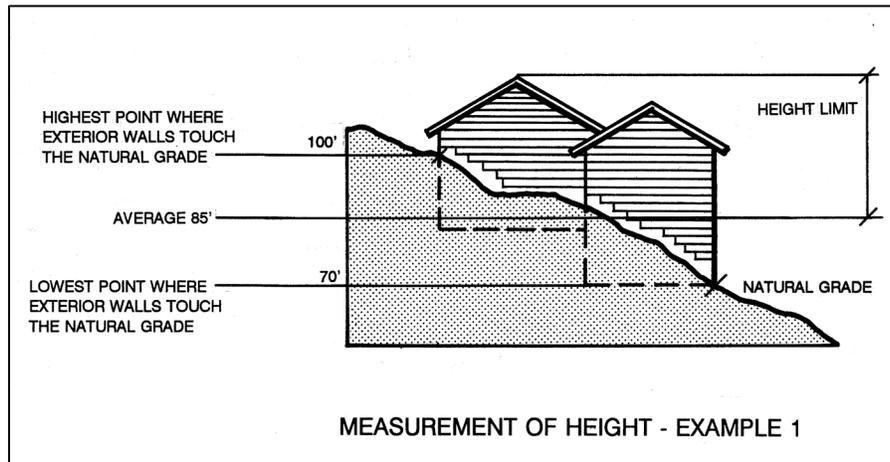 HIGHEST POINT WHERE
EXTERIOR WALLS TOUCH
THE NATURAL GRADE
100'
HEIGHT LIMIT
AVERAGE 85'
LOWEST POINT WHERE
EXTERIOR WALLS TOUCH
THE NATURAL GRADE
70'
NATURAL GRADE
MEASUREMENT OF HEIGHT - EXAMPLE 1